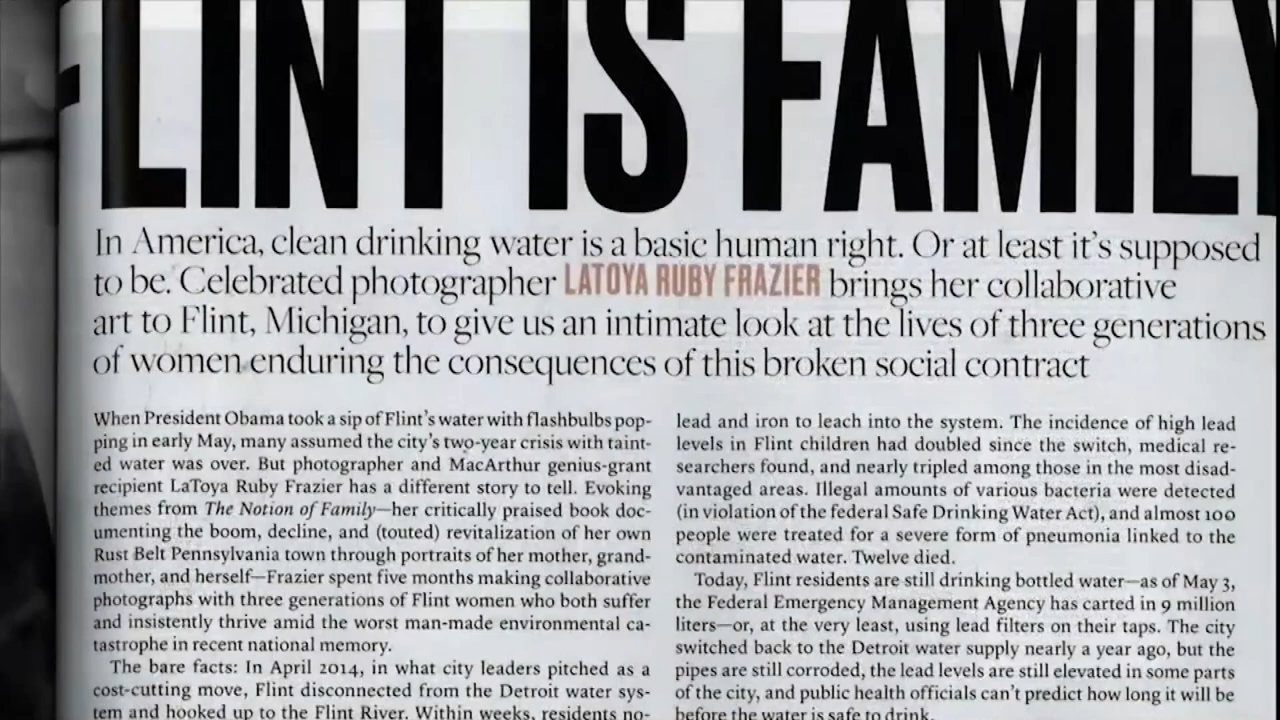 FLINT IS FAMILY
In America, clean drinking water is a basic human right. Or at least it's supposed
to be. Celebrated photographer LATOYA RUBY FRAZIER brings her collaborative
art to Flint, Michigan, to give us an intimate look at the lives of three generations
of women enduring the consequences of this broken social contract
When President Obama took a sip of Flint's water with flashbulbs pop-
ping in early May, many assumed the city's two-year crisis with taint-
ed water was over. But photographer and MacArthur genius-grant
recipient LaToya Ruby Frazier has a different story to tell. Evoking
themes from The Notion of Family—her critically praised book doc-
umenting the boom, decline, and (touted) revitalization of her own
Rust Belt Pennsylvania town through portraits of her mother, grand-
mother, and herself—Frazier spent five months making collaborative
photographs with three generations of Flint women who both suffer
and insistently thrive amid the worst man-made environmental ca-
tastrophe in recent national memory.
The bare facts: In April 2014, in what city leaders pitched as a
cost-cutting move, Flint disconnected from the Detroit water sys-
tem and hooked up to the Flint River. Within weeks, residents no-
lead and iron to leach into the system. The incidence of high lead
levels in Flint children had doubled since the switch, medical re-
searchers found, and nearly tripled among those in the most disad-
vantaged areas. Illegal amounts of various bacteria were detected
(in violation of the federal Safe Drinking Water Act), and almost 100
people were treated for a severe form of pneumonia linked to the
contaminated water. Twelve died.
Today, Flint residents are still drinking bottled water—as of May 3,
the Federal Emergency Management Agency has carted in 9 million
liters—or, at the very least, using lead filters on their taps. The city
switched back to the Detroit water supply nearly a year ago, but the
pipes are still corroded, the lead levels are still elevated in some parts
of the city, and public health officials can't predict how long it will be
before the water is safe to drink.